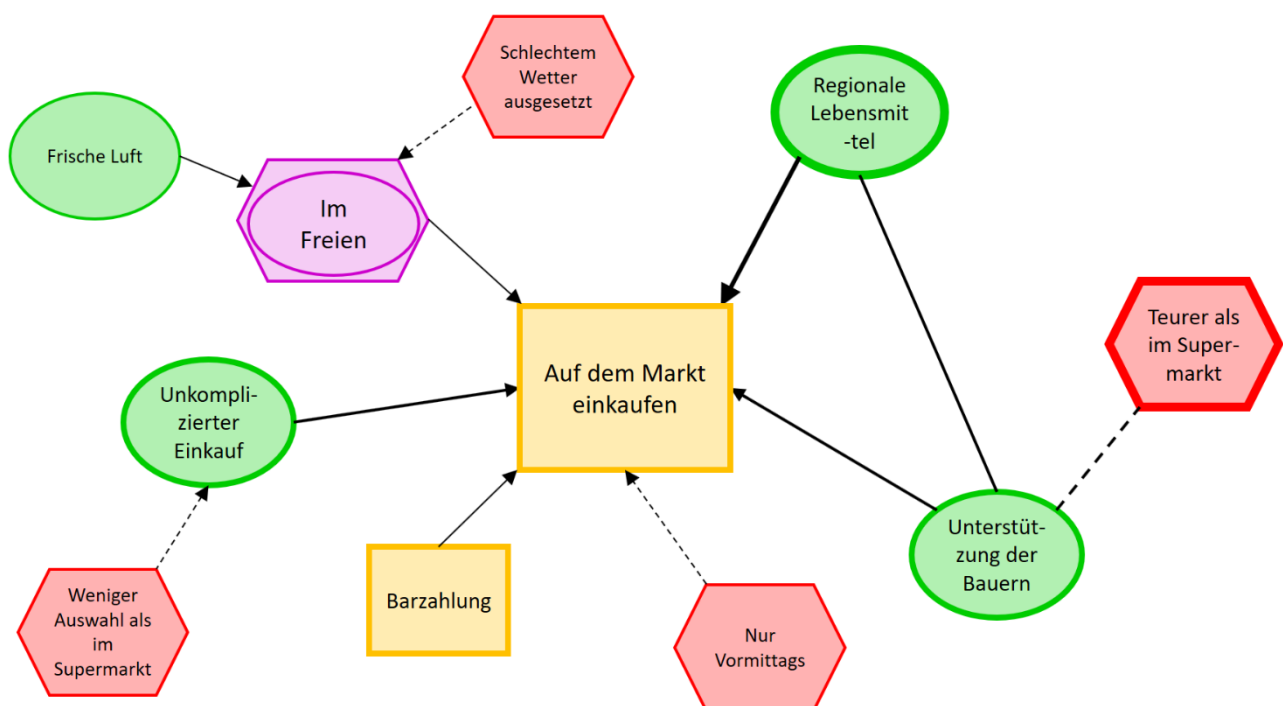 Schlechtem
Wetter
ausgesetzt
Regionale
Lebensmit
-tel
Frische Luft
Im
Freien
Teurer als
im Super-
markt
Auf dem Markt
einkaufen
Unkompli-
zierter
Einkauf
Unterstüt-
zung der
Bauern
Weniger
Auswahl als
im
Supermarkt
Barzahlung
Nur
Vormittags